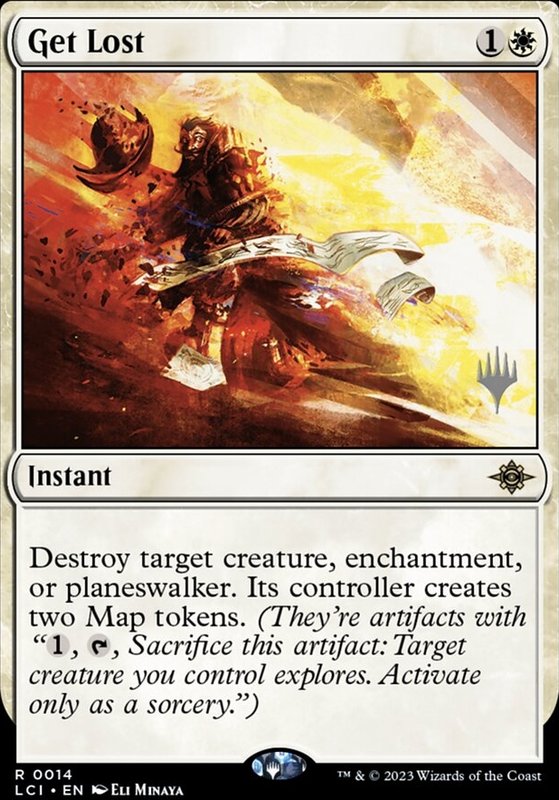 Get Lost 1
Instant
Destroy target creature, enchantment,
or planeswalker. Its controller creates
two Map tokens. (They're artifacts with
“1, , Sacrifice this artifact: Target
creature you control explores. Activate
only as a sorcery.”)
R 0014
LCI • EN Eli Minaya
™ & © 2023 Wizards of the Coast